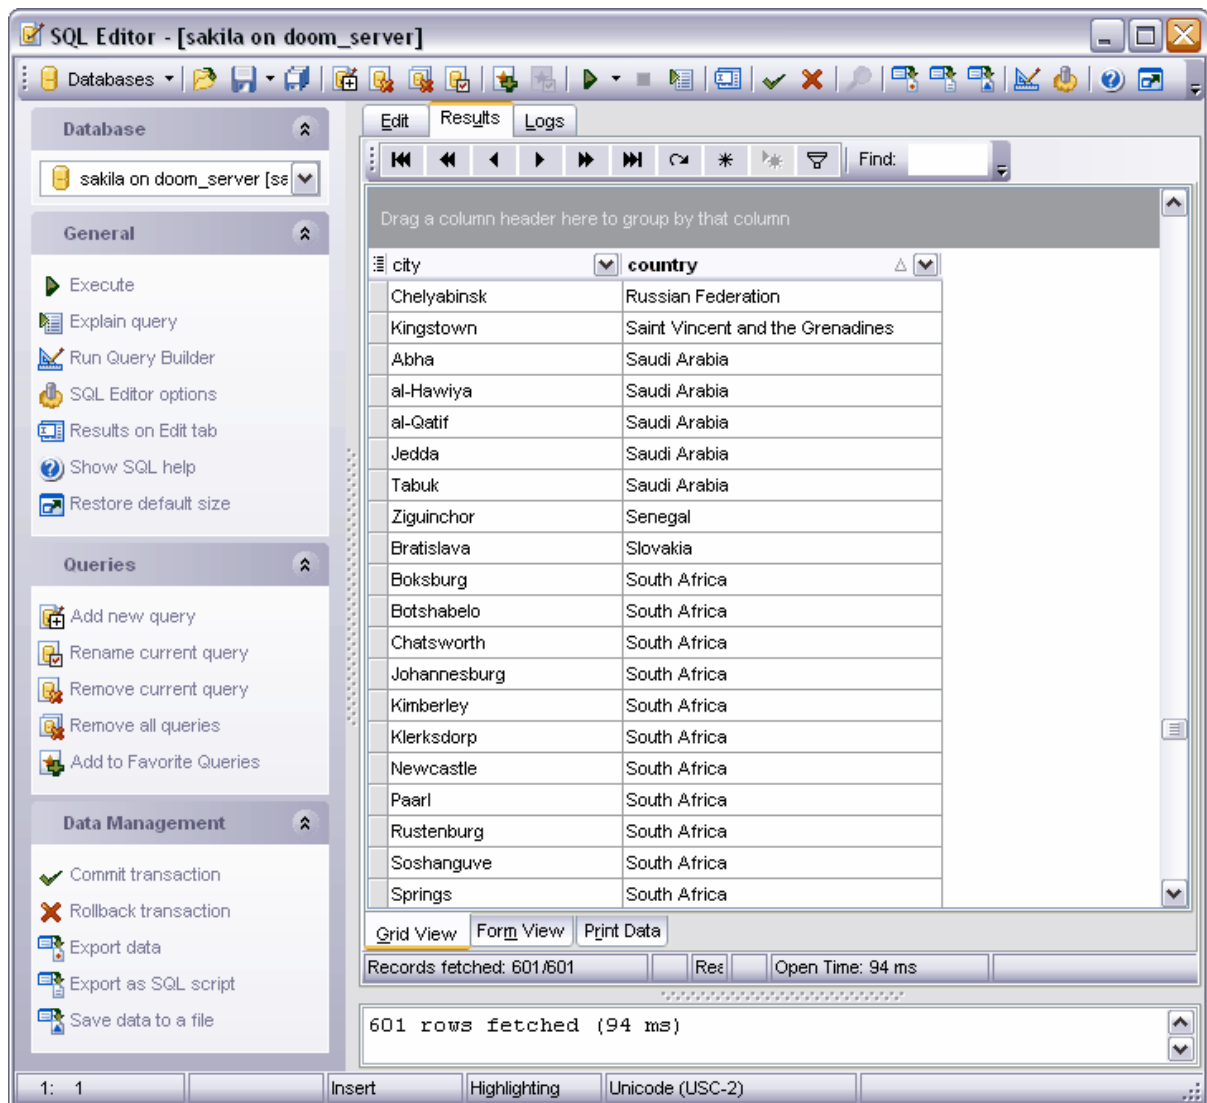 SQL Editor - [sakila on doom_server]
Databases
Database
sakila on doom_server [sa
General
Execute
Explain query
Run Query Builder
SQL Editor options
Results on Edit tab
Show SQL help
Restore default size
Queries
Add new query
Rename current query
Remove current query
Remove all queries
Add to Favorite Queries
Data Management
Commit transaction
Rollback transaction
Export data
Export as SQL script
Save data to a file
Edit Results Logs
Find:
Drag a column header here to group by that column
city country
Chelyabinsk Russian Federation
Kingstown Saint Vincent and the Grenadines
Abha Saudi Arabia
al-Hawiya Saudi Arabia
al-Qatif Saudi Arabia
Jedda Saudi Arabia
Tabuk Saudi Arabia
Ziguinchor Senegal
Bratislava Slovakia
Boksburg South Africa
Botshabelo South Africa
Chatsworth South Africa
Johannesburg South Africa
Kimberley South Africa
Klerksdorp South Africa
Newcastle South Africa
Paarl South Africa
Rustenburg South Africa
Soshanguve South Africa
Springs South Africa
Grid View Form View Print Data
Records fetched: 601/601 Rea Open Time: 94 ms
601 rows fetched (94 ms)
1: 1 Insert Highlighting Unicode (USC-2)